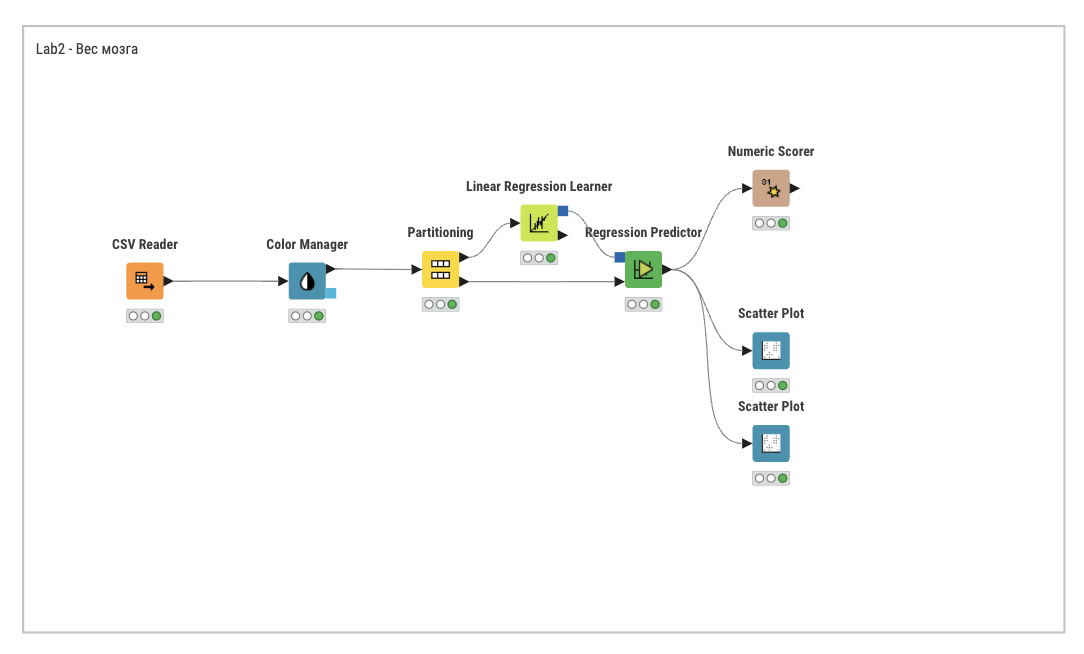 Lab2 - Вес мозга
Numeric Scorer
Linear Regression Learner
Partitioning
Regression Predictor
CSV Reader
Color Manager
Scatter Plot
Scatter Plot